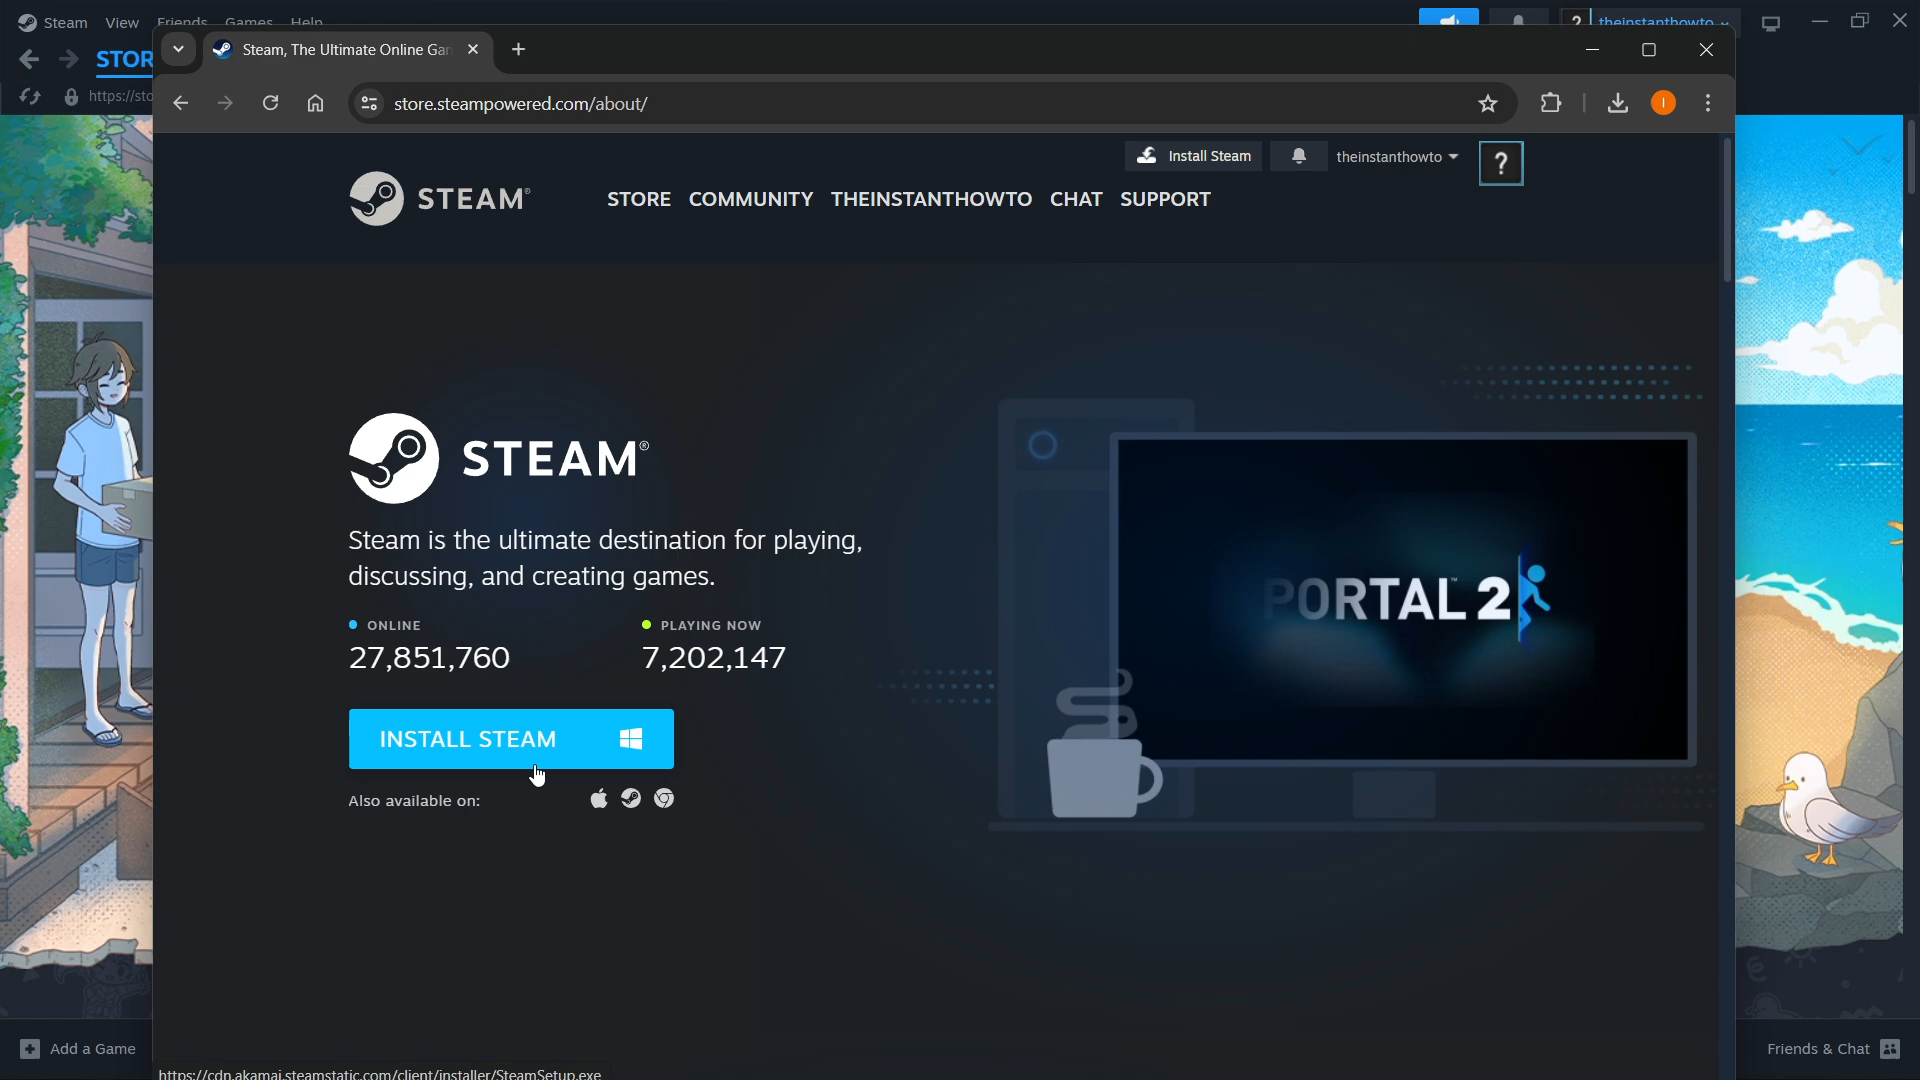 Steam View Friends Games Help
theinstanthowto
STOR
https://sto
Steam, The Ultimate Online Gar
store.steampowered.com/about/
I
Install Steam
theinstanthowto
?
STEAM®
STORE COMMUNITY THEINSTANTHOWTO CHAT SUPPORT
STEAM®
Steam is the ultimate destination for playing,
discussing, and creating games.
ONLINE
27,851,760
PLAYING NOW
7,202,147
INSTALL STEAM
Also available on:
PORTAL™ 2
Add a Game
Friends & Chat
https://cdn.akamai.steamstatic.com/client/installer/SteamSetup.exe